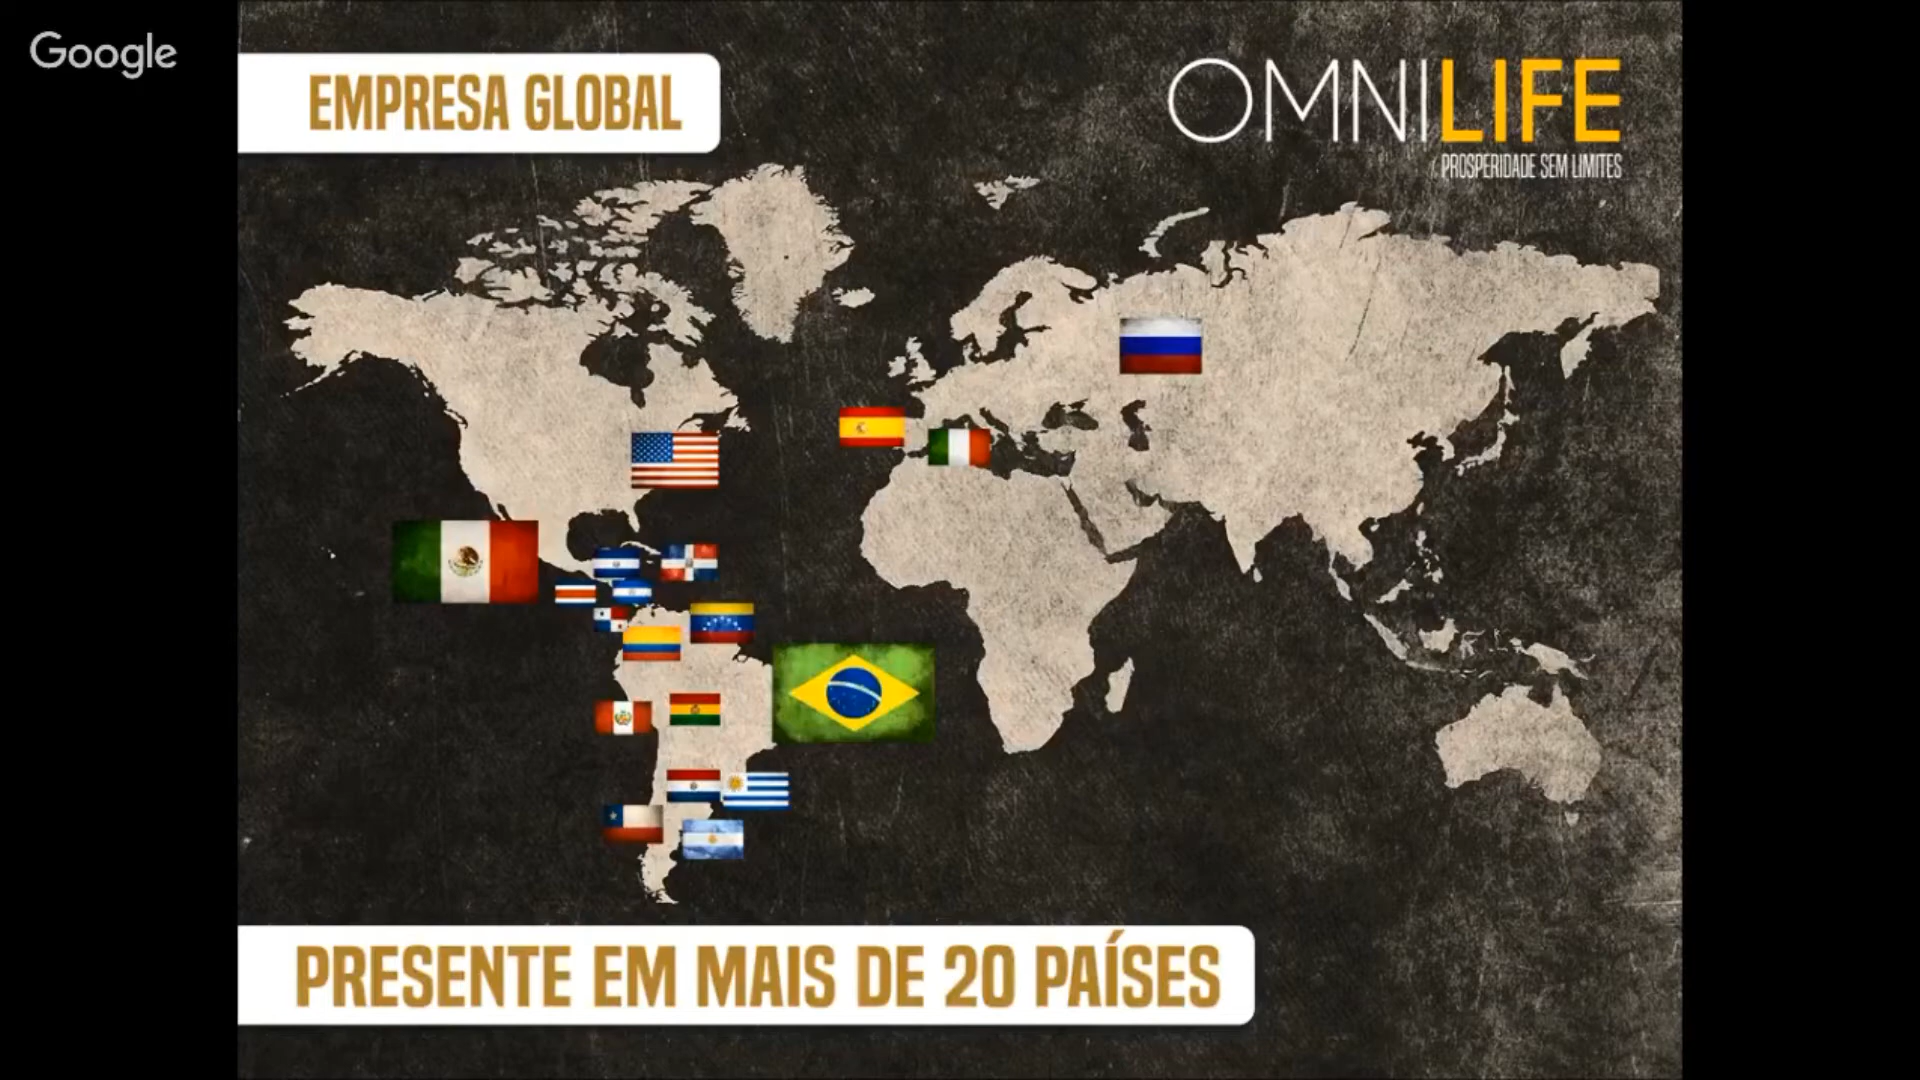 Google
EMPRESA GLOBAL
OMNILIFE
PROSPERIDADE SEM LIMITES
PRESENTE EM MAIS DE 20 PAÍSES